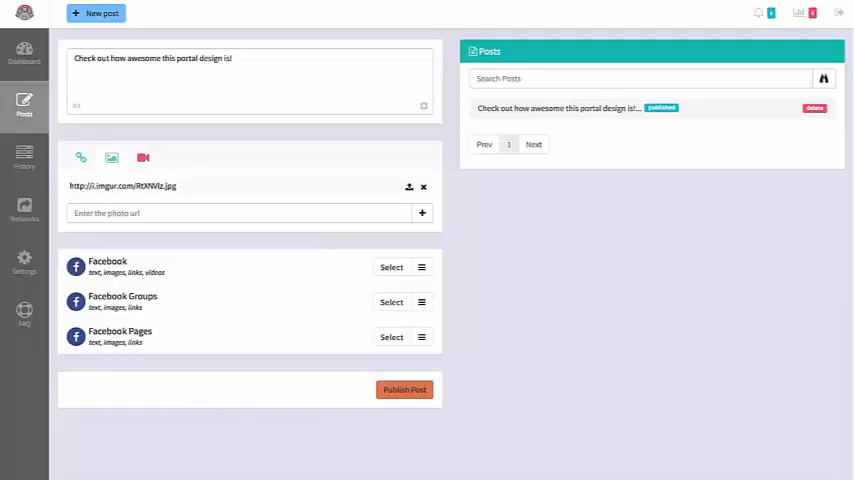 New post
Dashboard
Posts
History
Networks
Settings
FAQ
Check out how awesome this portal design is!
http://i.imgur.com/RtXNVlz.jpg
Enter the photo url
Facebook
text, images, links, videos
Select
Facebook Groups
text, images, links
Select
Facebook Pages
text, images, links
Select
Publish Post
Posts
Search Posts
Check out how awesome this portal design is!... published delete
Prev 1 Next